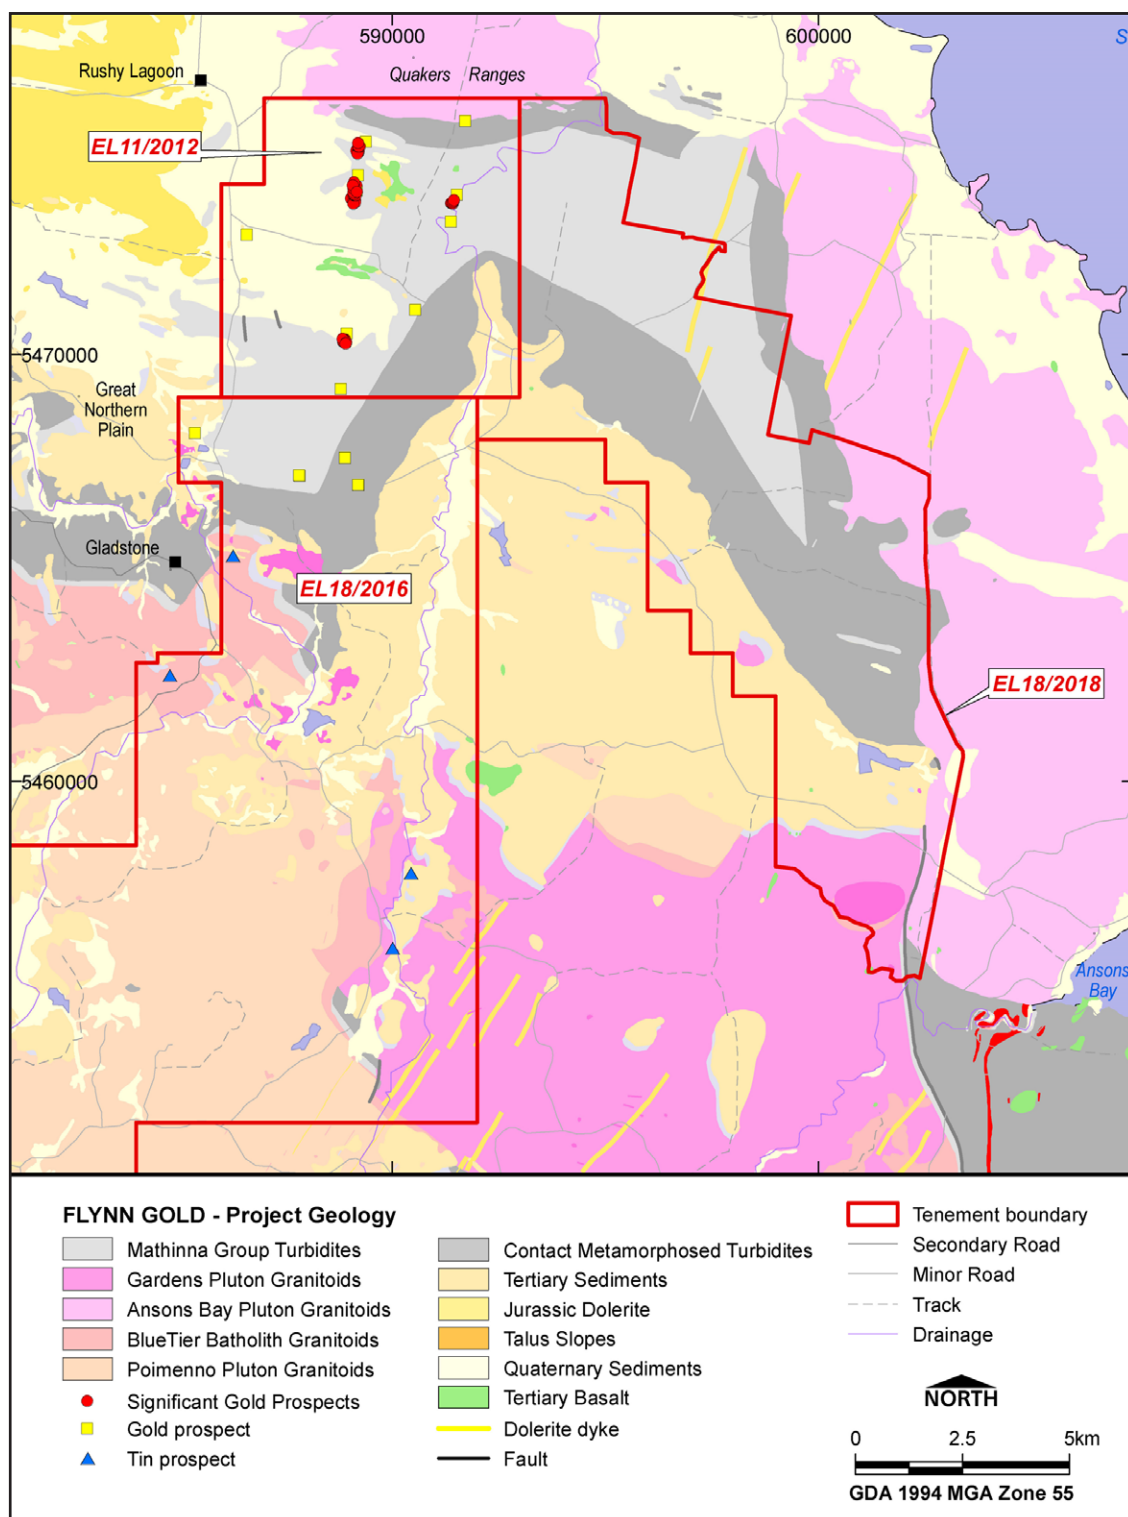 590000
600000
S
Rushy Lagoon
Quakers Ranges
EL11/2012
5470000
Great
Northern
Plain
Gladstone
EL18/2016
EL18/2018
5460000
Ansons
Bay
FLYNN GOLD - Project Geology
Mathinna Group Turbidites
Gardens Pluton Granitoids
Ansons Bay Pluton Granitoids
BlueTier Batholith Granitoids
Poimenno Pluton Granitoids
Significant Gold Prospects
Gold prospect
Tin prospect
Contact Metamorphosed Turbidites
Tertiary Sediments
Jurassic Dolerite
Talus Slopes
Quaternary Sediments
Tertiary Basalt
Dolerite dyke
Fault
Tenement boundary
Secondary Road
Minor Road
Track
Drainage
NORTH
0 2.5 5km
GDA 1994 MGA Zone 55